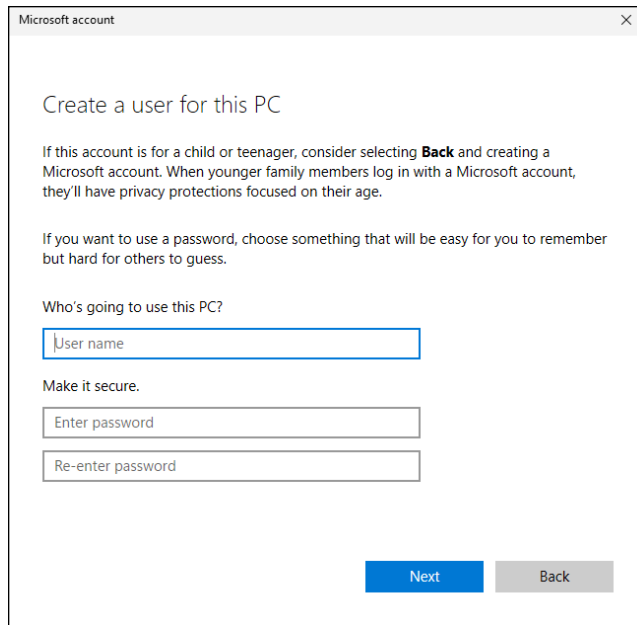 Microsoft account
Create a user for this PC
If this account is for a child or teenager, consider selecting Back and creating a
Microsoft account. When younger family members log in with a Microsoft account,
they’ll have privacy protections focused on their age.
If you want to use a password, choose something that will be easy for you to remember
but hard for others to guess.
Who’s going to use this PC?
User name
Make it secure.
Enter password
Re-enter password
Next Back